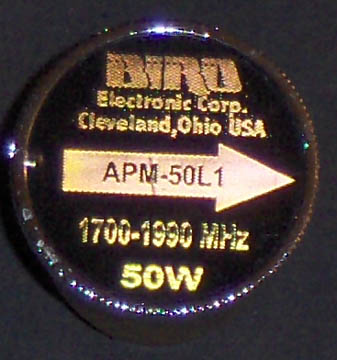 BIRD
Electronic Corp.
Cleveland,Ohio USA
APM-50L1
1700-1990 MHz
50W